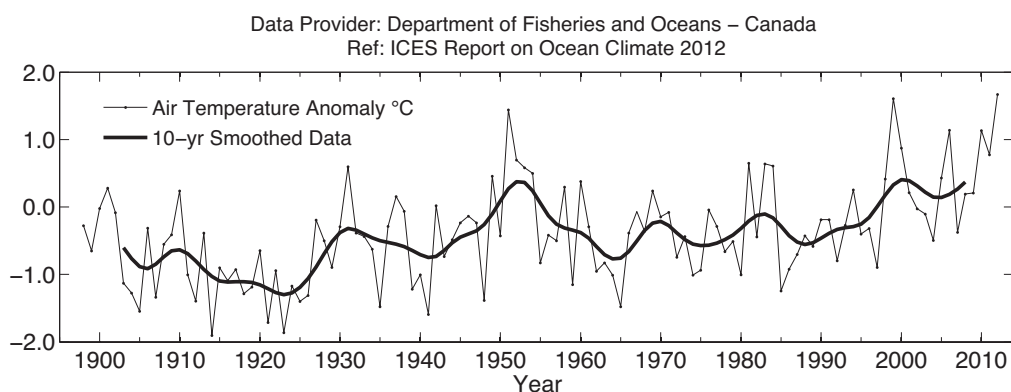 Data Provider: Department of Fisheries and Oceans – Canada
Ref: ICES Report on Ocean Climate 2012
2.0
Air Temperature Anomaly °C
1.0
10−yr Smoothed Data
0.0
−1.0
−2.0
1900 1910 1920 1930 1940 1950 1960 1970 1980 1990 2000 2010
Year